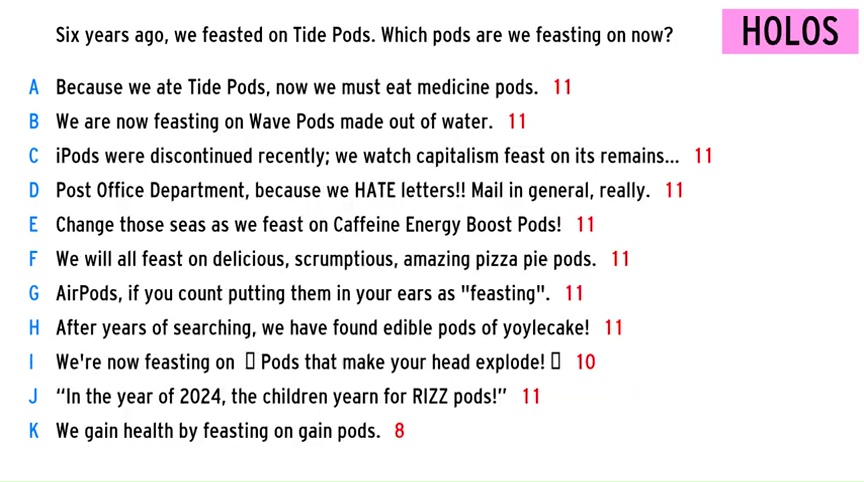 Six years ago, we feasted on Tide Pods. Which pods are we feasting on now?
HOLOS
A Because we ate Tide Pods, now we must eat medicine pods. 11
B We are now feasting on Wave Pods made out of water. 11
C iPods were discontinued recently; we watch capitalism feast on its remains... 11
D Post Office Department, because we HATE letters!! Mail in general, really. 11
E Change those seas as we feast on Caffeine Energy Boost Pods! 11
F We will all feast on delicious, scrumptious, amazing pizza pie pods. 11
G AirPods, if you count putting them in your ears as "feasting". 11
H After years of searching, we have found edible pods of yoylecake! 11
I We're now feasting on ▯ Pods that make your head explode! ▯ 10
J “In the year of 2024, the children yearn for RIZZ pods!” 11
K We gain health by feasting on gain pods. 8